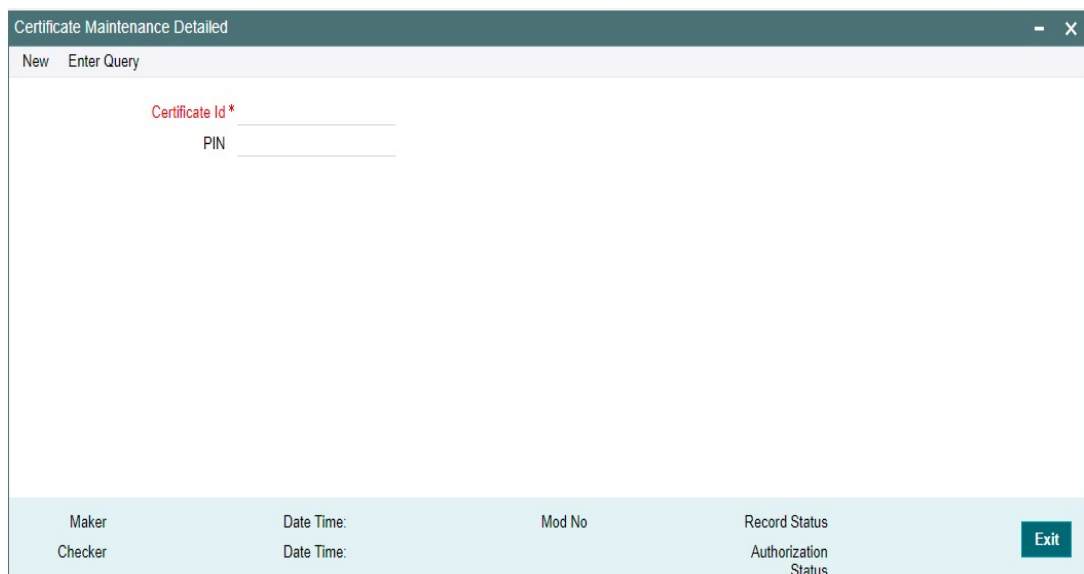 Certificate Maintenance Detailed
New Enter Query
Certificate Id *
PIN
Maker Date Time: Mod No Record Status
Checker Date Time: Authorization Status
Exit